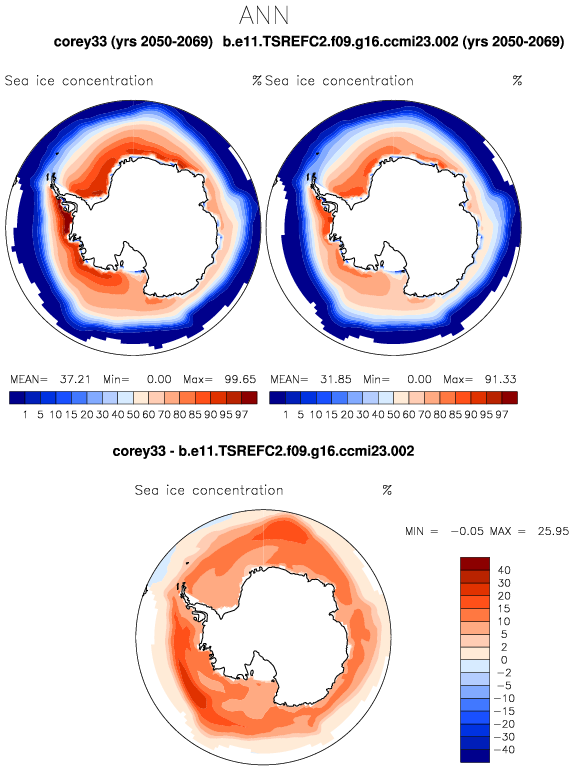 ANN
corey33 (yrs 2050-2069) b.e11.TSREFC2.f09.g16.ccmi23.002 (yrs 2050-2069)
Sea ice concentration % Sea ice concentration %
MEAN= 37.21 Min= 0.00 Max= 99.65 MEAN= 31.85 Min= 0.00 Max= 91.33
1 5 10 15 20 30 40 50 60 70 80 85 90 95 97 1 5 10 15 20 30 40 50 60 70 80 85 90 95 97
corey33 - b.e11.TSREFC2.f09.g16.ccmi23.002
Sea ice concentration %
MIN = -0.05 MAX = 25.95
40
30
20
15
10
5
2
0
-2
-5
-10
-15
-20
-30
-40